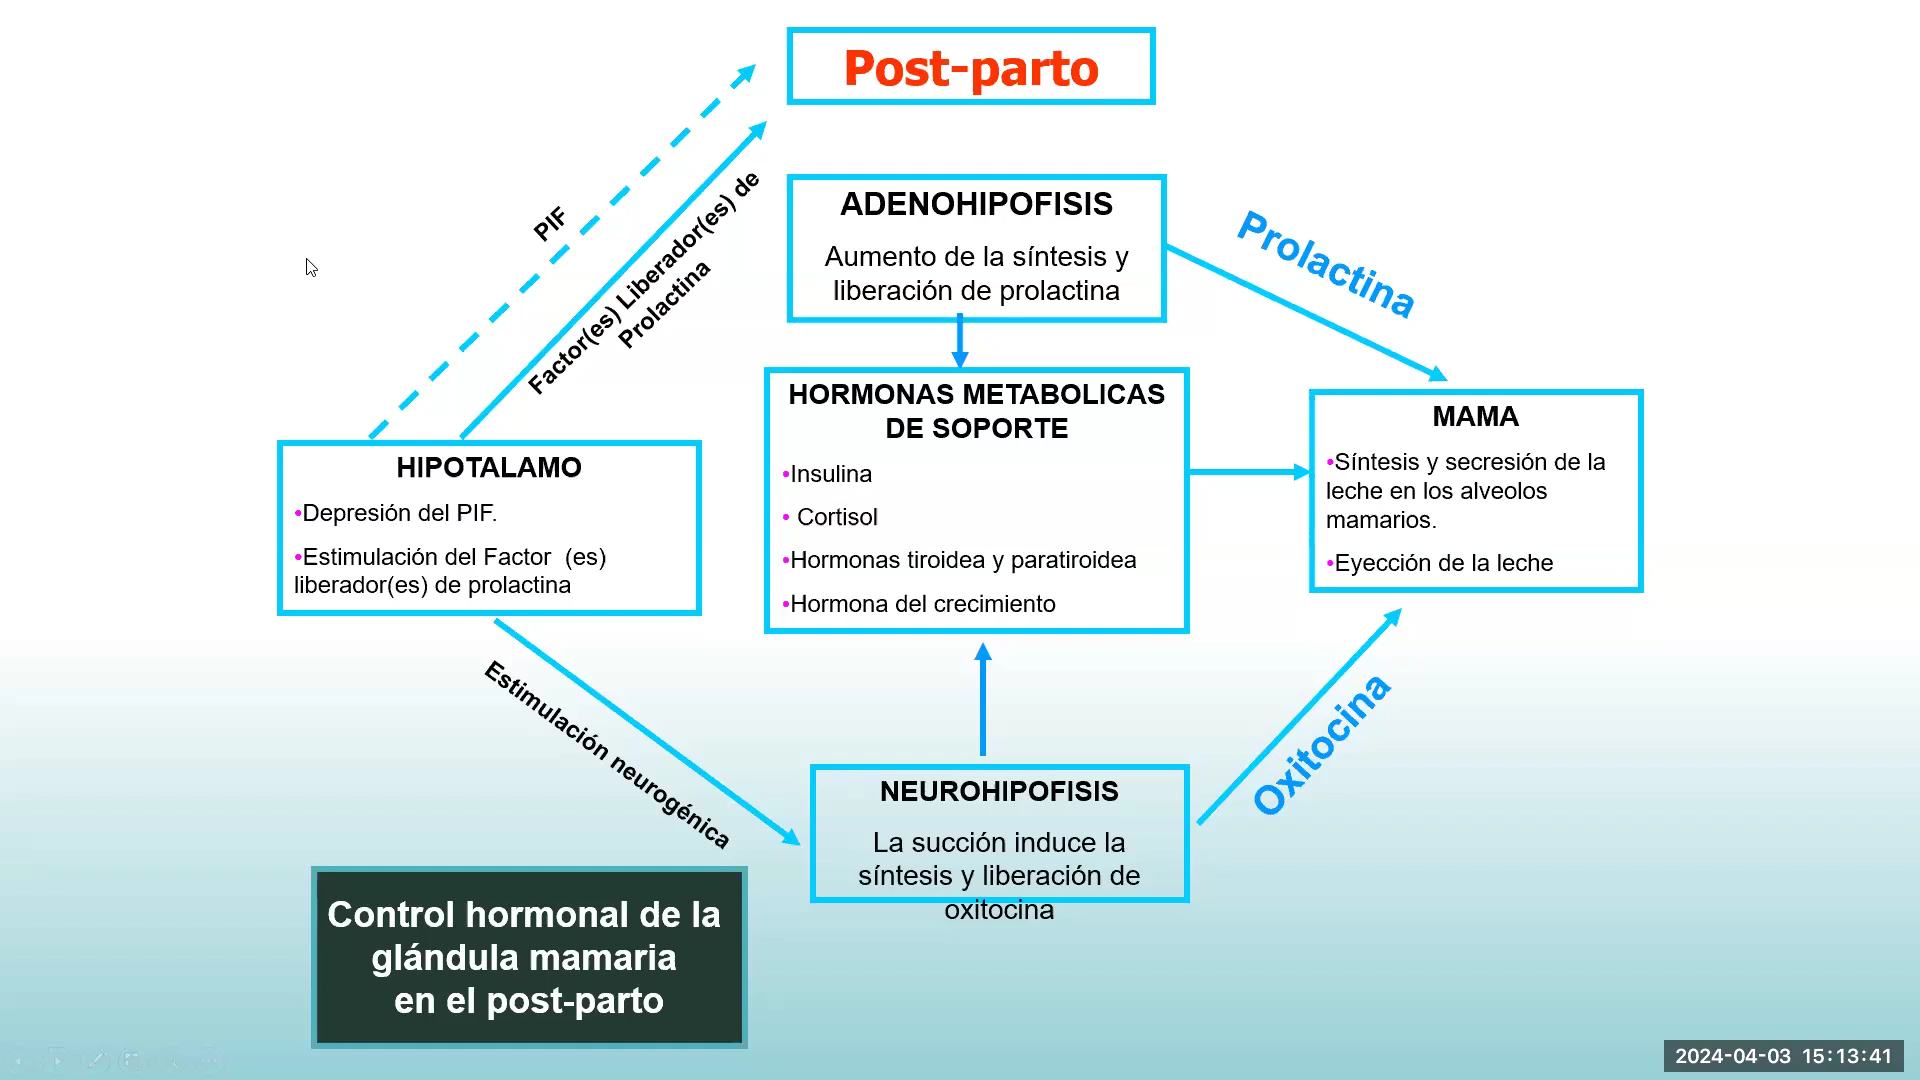 Post-parto
PIF
Factor(es) Liberador(es) de
Prolactina
ADENOHIPOFISIS
Aumento de la síntesis y
liberación de prolactina
Prolactina
HIPOTALAMO
•Depresión del PIF.
•Estimulación del Factor (es)
liberador(es) de prolactina
HORMONAS METABOLICAS
DE SOPORTE
•Insulina
• Cortisol
•Hormonas tiroidea y paratiroidea
•Hormona del crecimiento
MAMA
•Síntesis y secresión de la
leche en los alveolos
mamarios.
•Eyección de la leche
Estimulación neurogénica
NEUROHIPOFISIS
La succión induce la
síntesis y liberación de
oxitocina
Oxitocina
Control hormonal de la
glándula mamaria
en el post-parto
2024-04-03 15:13:41